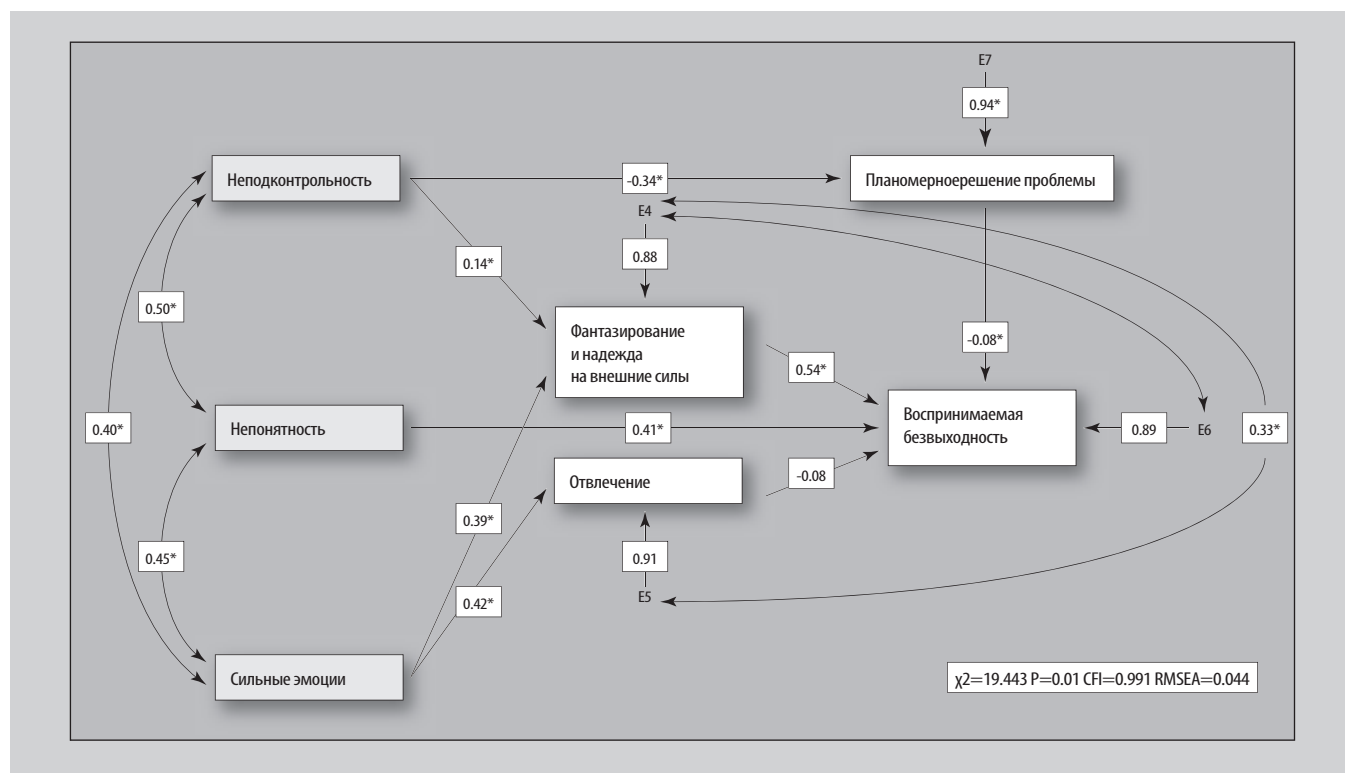 E7
0.94*
Неподконтрольность
-0.34*
Планомерноерешение проблемы
E4
0.14*
0.88
0.50*
Фантазирование
и надежда
на внешние силы
-0.08*
0.54*
Непонятность
Воспринимаемая
безвыходность
0.40*
0.41*
0.89
E6
0.33*
Отвлечение
-0.08
0.39*
0.45*
0.91
E5
0.42*
Сильные эмоции
χ2=19.443 P=0.01 CFI=0.991 RMSEA=0.044